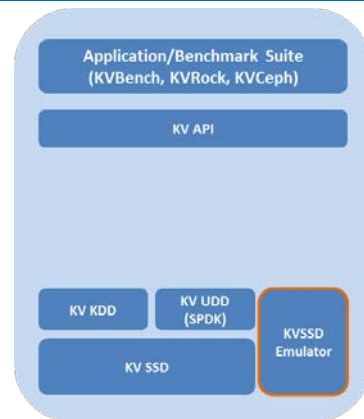 Application/Benchmark Suite
(KVBench, KVRock, KVCeph)
KV API
KV KDD
KV UDD
(SPDK)
KVSSD
Emulator
KV SSD